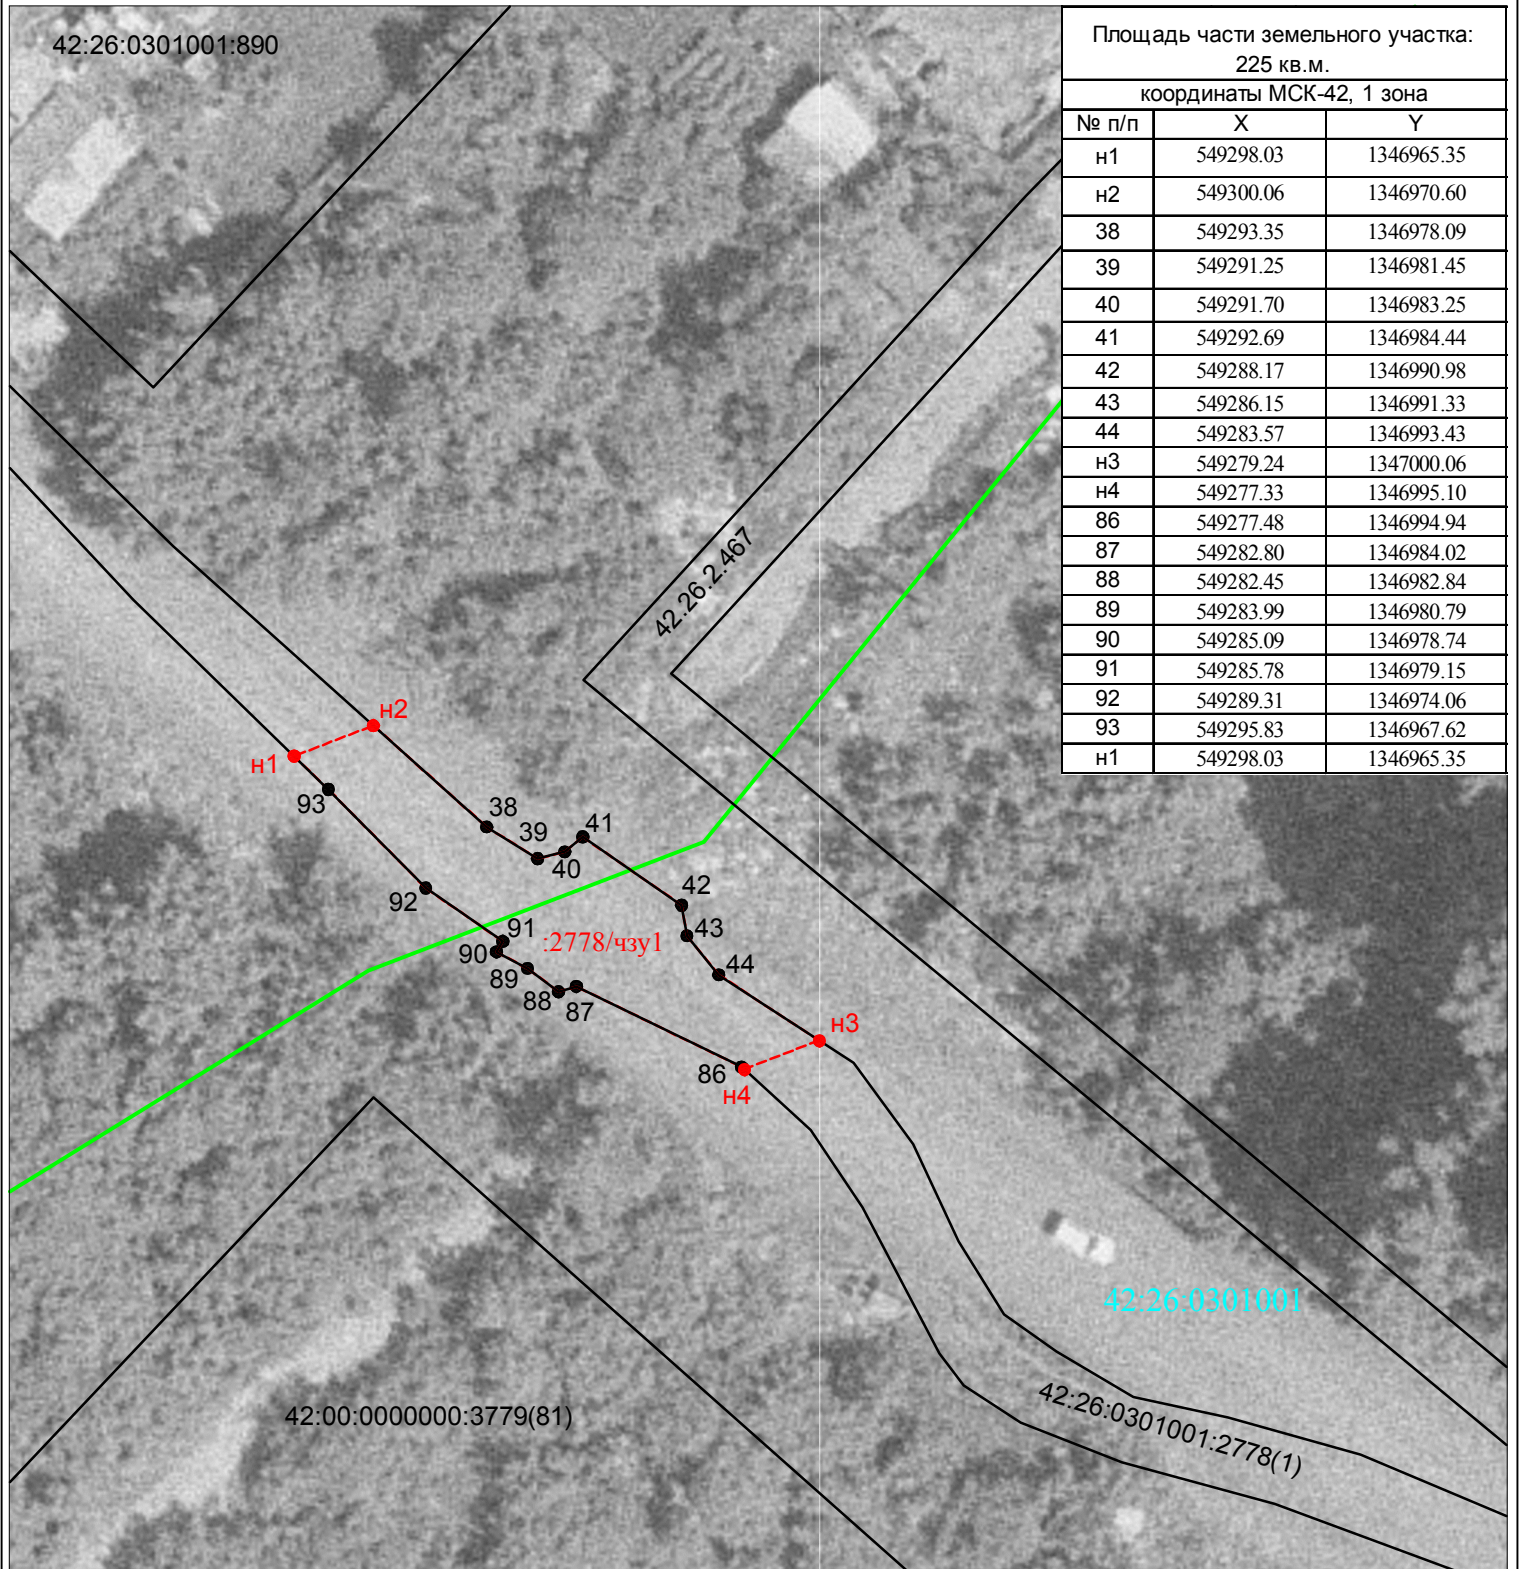 42:26:0301001:890
Площадь части земельного участка:
225 кв.м.
координаты МСК-42, 1 зона
№ п/п X Y
н1 549298.03 1346965.35
н2 549300.06 1346970.60
38 549293.35 1346978.09
39 549291.25 1346981.45
40 549291.70 1346983.25
41 549292.69 1346984.44
42 549288.17 1346990.98
43 549286.15 1346991.33
44 549283.57 1346993.43
н3 549279.24 1347000.06
н4 549277.33 1346995.10
86 549277.48 1346994.94
87 549282.80 1346984.02
88 549282.45 1346982.84
89 549283.99 1346980.79
90 549285.09 1346978.74
91 549285.78 1346979.15
92 549289.31 1346974.06
93 549295.83 1346967.62
н1 549298.03 1346965.35
42.26.2.467
н2
н1
93
38
39
40
41
92
42
91
43
90
:2778/чзу1
89
44
88
87
н3
86
н4
42:26:0301001
42:26:0301001:2778(1)
42:00:0000000:3779(81)